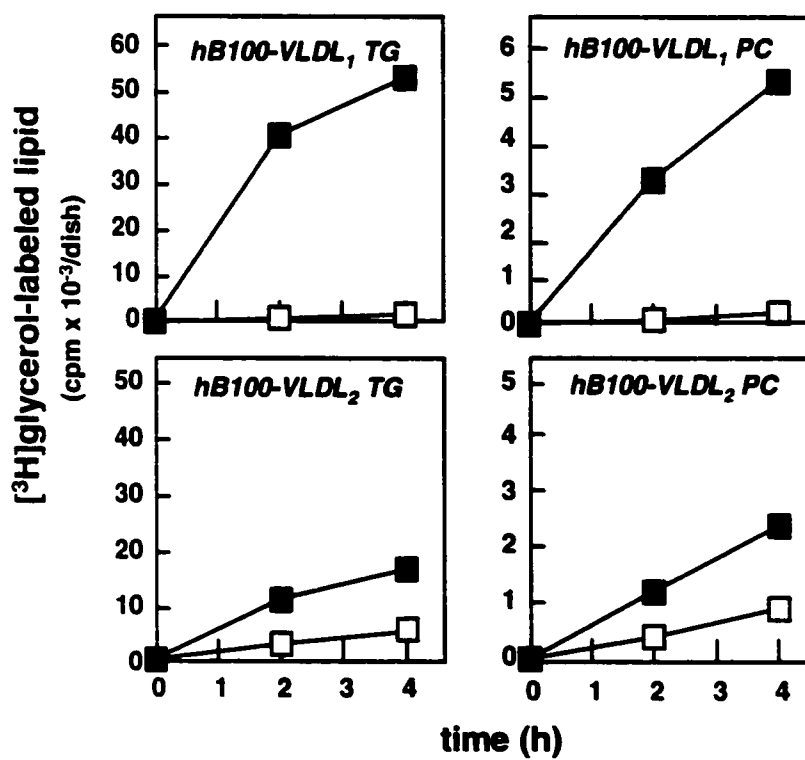 [³H]glycerol-labeled lipid
(cpm x 10⁻³/dish)
hB100-VLDL₁ TG
60
50
40
30
20
10
0
hB100-VLDL₁ PC
6
5
4
3
2
1
0
hB100-VLDL₂ TG
50
40
30
20
10
0
0 1 2 3 4
hB100-VLDL₂ PC
5
4
3
2
1
0
0 1 2 3 4
time (h)